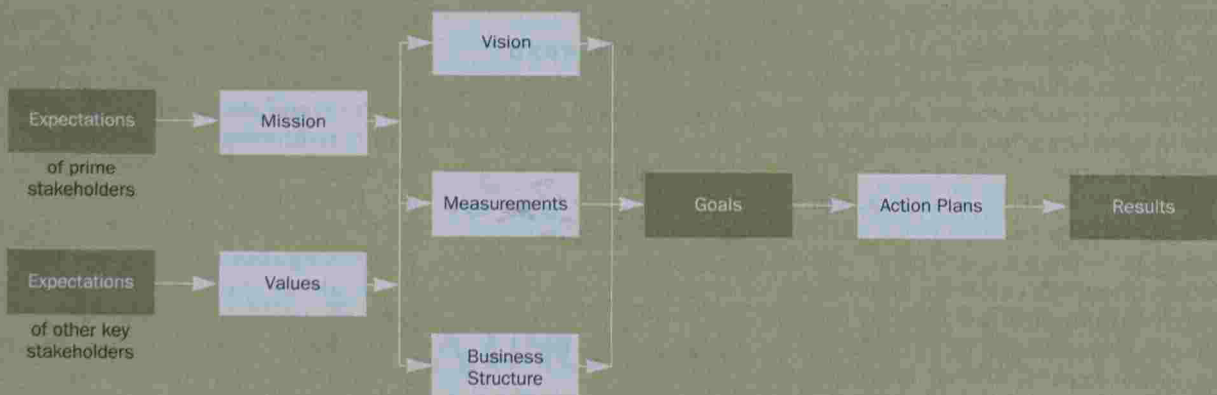 Expectations
of prime
stakeholders
Mission
Expectations
of other key
stakeholders
Values
Vision
Measurements
Business
Structure
Goals
Action Plans
Results